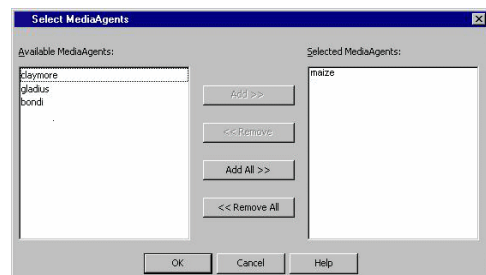 Select MediaAgents
Available MediaAgents:
claymore
gladius
bondi
Add >>
<< Remove
Add All >>
<< Remove All
Selected MediaAgents:
maize
OK
Cancel
Help